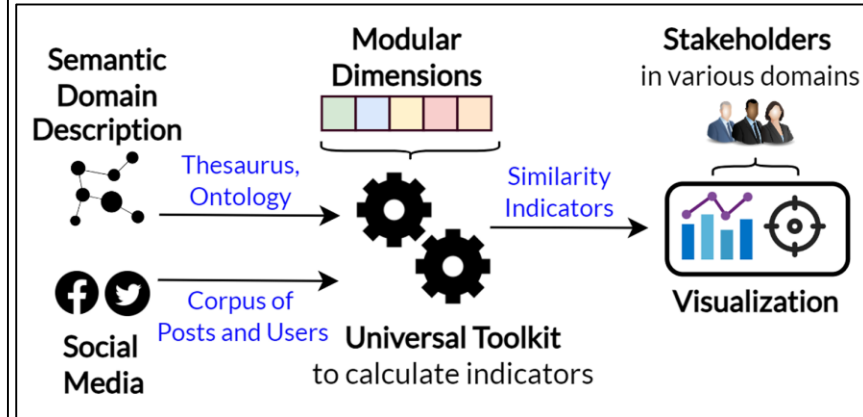 Semantic
Domain
Description
Modular
Dimensions
Stakeholders
in various domains
Thesaurus,
Ontology
Similarity
Indicators
Corpus of
Posts and Users
Social
Media
Universal Toolkit
to calculate indicators
Visualization